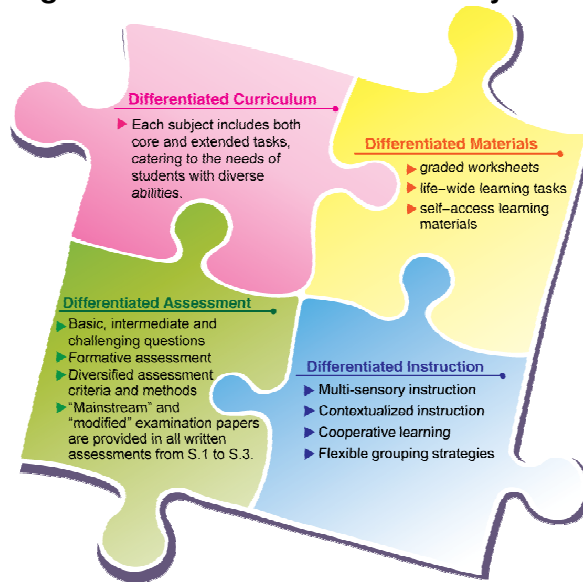 Differentiated Curriculum
Each subject includes both
core and extended tasks,
catering to the needs of
students with diverse
abilities.
Differentiated Materials
graded worksheets
life-wide learning tasks
self-access learning
materials
Differentiated Assessment
Basic, intermediate and
challenging questions
Formative assessment
Diversified assessment
criteria and methods
“Mainstream” and
“modified” examination papers
are provided in all written
assessments from S.1 to S.3.
Differentiated Instruction
Multi-sensory instruction
Contextualized instruction
Cooperative learning
Flexible grouping strategies